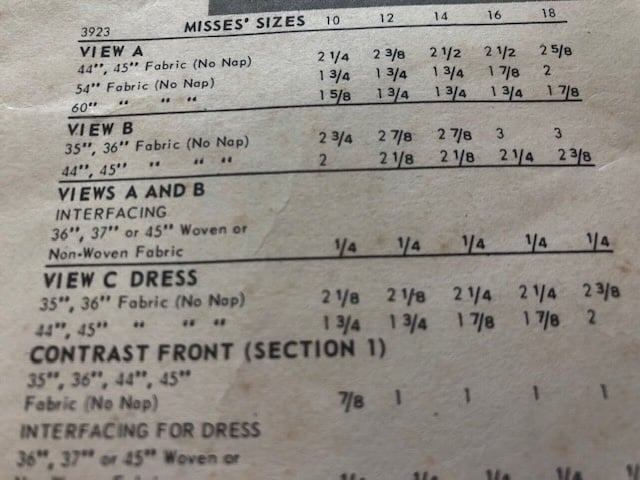 3923 MISSES' SIZES 10 12 14 16 18
VIEW A
44", 45" Fabric (No Nap) 2 1/4 2 3/8 2 1/2 2 1/2 2 5/8
54" Fabric (No Nap) 1 3/4 1 3/4 1 3/4 1 7/8 2
60" " " " 1 5/8 1 3/4 1 3/4 1 3/4 1 7/8
VIEW B
35", 36" Fabric (No Nap) 2 3/4 2 7/8 2 7/8 3 3
44", 45" " " " 2 2 1/8 2 1/8 2 1/4 2 3/8
VIEWS A AND B
INTERFACING
36", 37" or 45" Woven or
Non-Woven Fabric 1/4 1/4 1/4 1/4 1/4
VIEW C DRESS
35", 36" Fabric (No Nap) 2 1/8 2 1/8 2 1/4 2 1/4 2 3/8
44", 45" " " " 1 3/4 1 3/4 1 7/8 1 7/8 2
CONTRAST FRONT (SECTION 1)
35", 36", 44", 45"
Fabric (No Nap) 7/8 1 1 1 1
INTERFACING FOR DRESS
36", 37" or 45" Woven or